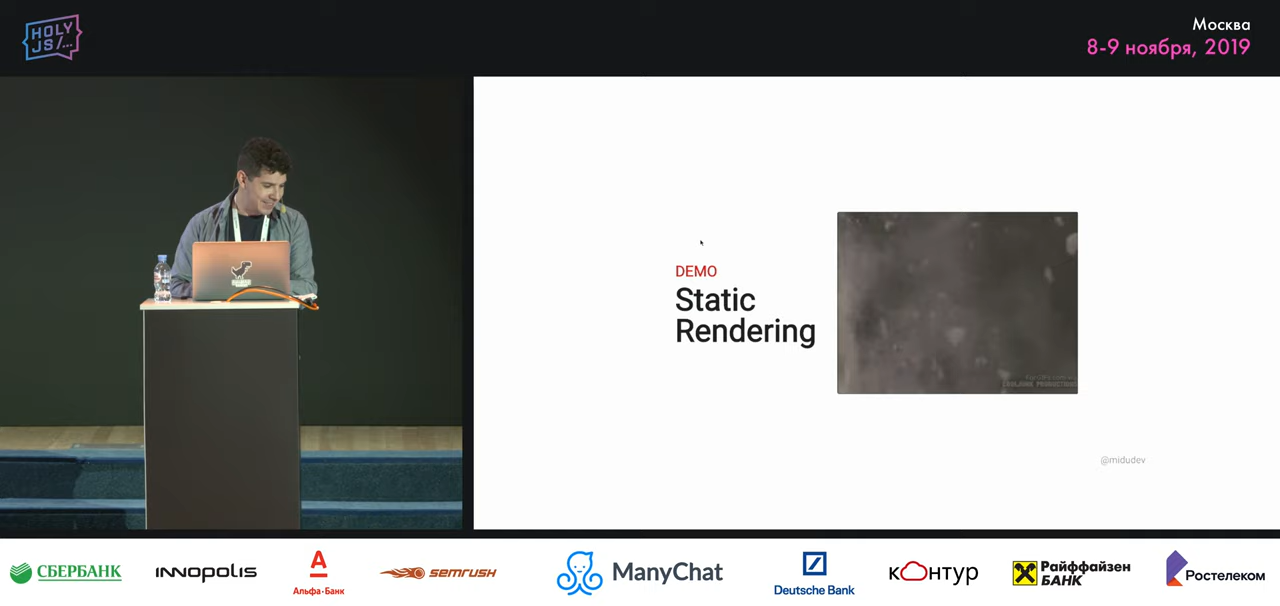 HOLY
JS/...
Москва
8-9 ноября, 2019
DEMO
Static
Rendering
@midudev
СБЕРБАНК
INNOPOLIS
Альфа·Банк
semrush
ManyChat
Deutsche Bank
контур
Райффайзен
БАНК
Ростелеком